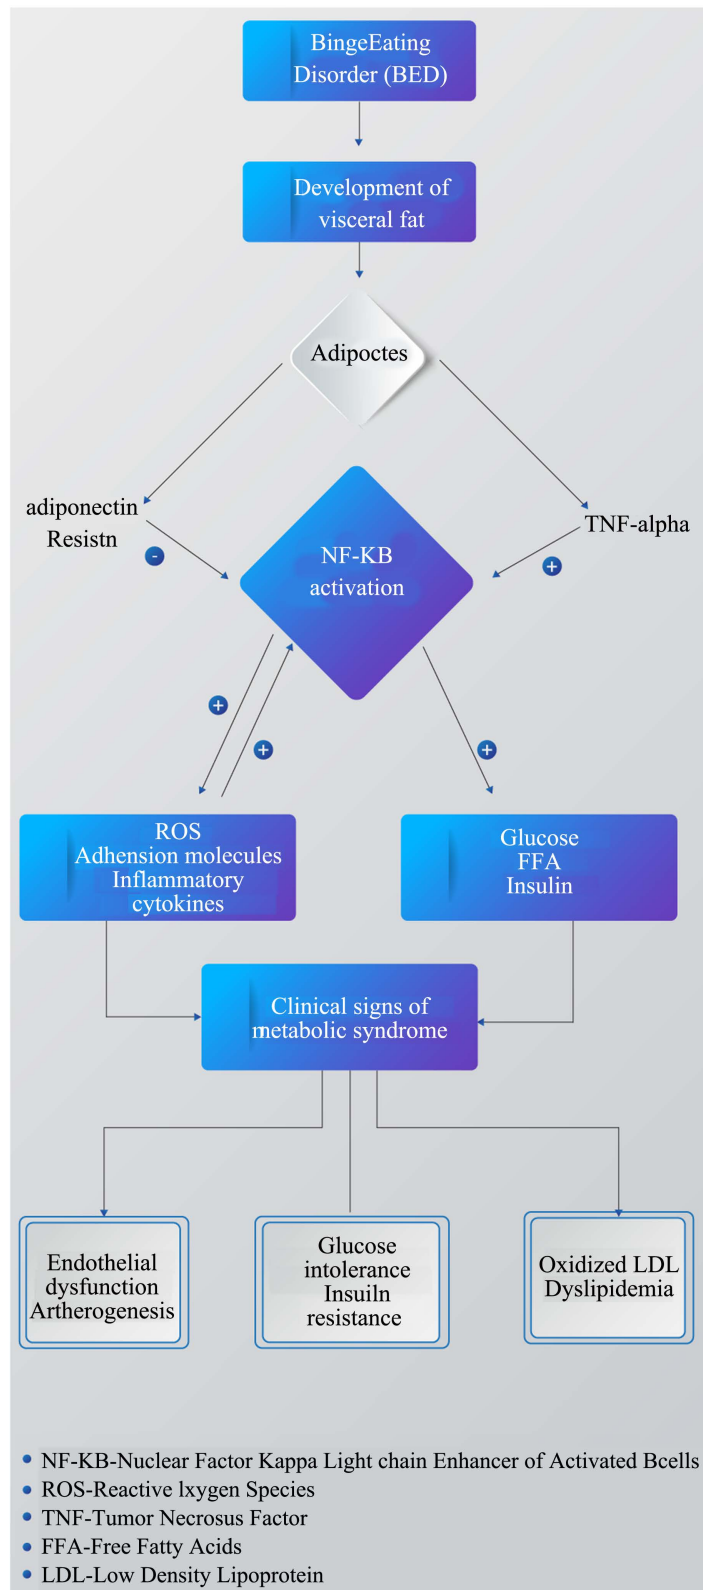 BingeEating
Disorder (BED)
Development of
visceral fat
Adipoctes
adiponectin
Resistn
-
NF-KB
activation
TNF-alpha
+
+
+
+
ROS
Adhension molecules
Inflammatory
cytokines
Glucose
FFA
Insulin
Clinical signs of
metabolic syndrome
Endothelial
dysfunction
Artherogenesis
Glucose
intolerance
Insuiln
resistance
Oxidized LDL
Dyslipidemia
NF-KB-Nuclear Factor Kappa Light chain Enhancer of Activated Bcells
ROS-Reactive lxygen Species
TNF-Tumor Necrosus Factor
FFA-Free Fatty Acids
LDL-Low Density Lipoprotein